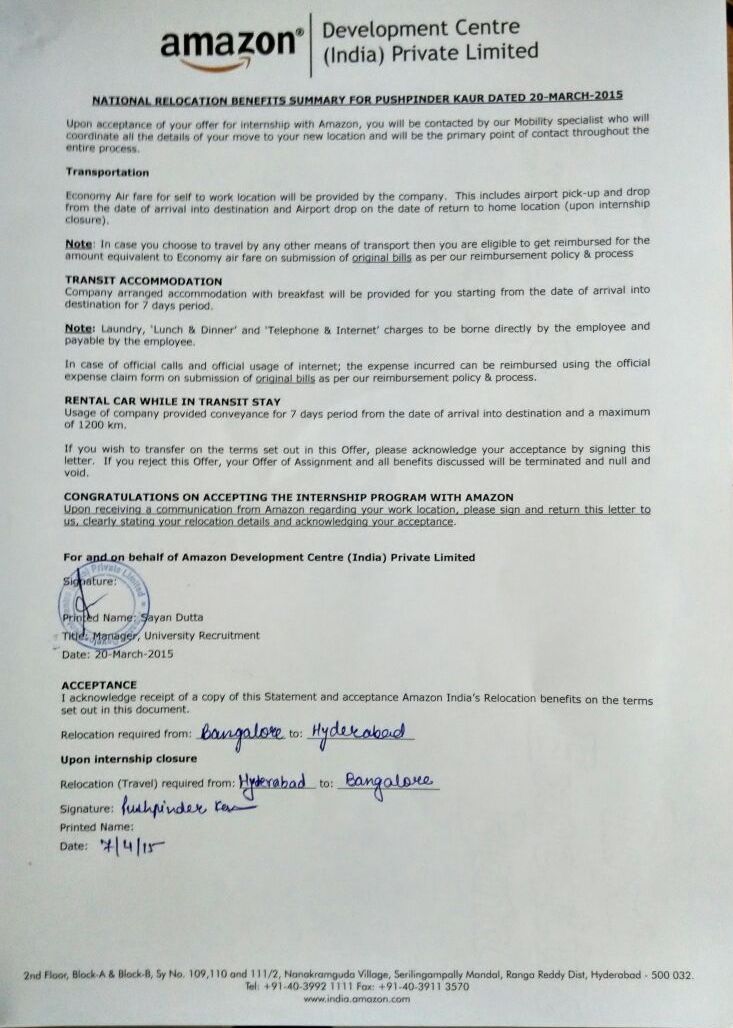 amazon® Development Centre
(India) Private Limited
NATIONAL RELOCATION BENEFITS SUMMARY FOR PUSHPINDER KAUR DATED 20-MARCH-2015
Upon acceptance of your offer for internship with Amazon, you will be contacted by our Mobility specialist who will
coordinate all the details of your move to your new location and will be the primary point of contact throughout the
entire process.
Transportation
Economy Air fare for self to work location will be provided by the company. This includes airport pick-up and drop
from the date of arrival into destination and Airport drop on the date of return to home location (upon internship
closure).
Note: In case you choose to travel by any other means of transport then you are eligible to get reimbursed for the
amount equivalent to Economy air fare on submission of original bills as per our reimbursement policy & process
TRANSIT ACCOMMODATION
Company arranged accommodation with breakfast will be provided for you starting from the date of arrival into
destination for 7 days period.
Note: Laundry, 'Lunch & Dinner' and 'Telephone & Internet' charges to be borne directly by the employee and
payable by the employee.
In case of official calls and official usage of internet; the expense incurred can be reimbursed using the official
expense claim form on submission of original bills as per our reimbursement policy & process.
RENTAL CAR WHILE IN TRANSIT STAY
Usage of company provided conveyance for 7 days period from the date of arrival into destination and a maximum
of 1200 km.
If you wish to transfer on the terms set out in this Offer, please acknowledge your acceptance by signing this
letter. If you reject this Offer, your Offer of Assignment and all benefits discussed will be terminated and null and
void.
CONGRATULATIONS ON ACCEPTING THE INTERNSHIP PROGRAM WITH AMAZON
Upon receiving a communication from Amazon regarding your work location, please sign and return this letter to
us, clearly stating your relocation details and acknowledging your acceptance.
For and on behalf of Amazon Development Centre (India) Private Limited
Signature:
Private Limited
Printed Name: Sayan Dutta
Title: Manager, University Recruitment
Date: 20-March-2015
ACCEPTANCE
I acknowledge receipt of a copy of this Statement and acceptance Amazon India's Relocation benefits on the terms
set out in this document.
Relocation required from: Bangalore to: Hyderabad
Upon internship closure
Relocation (Travel) required from: Hyderabad to: Bangalore
Signature: Pushpinder Kaur
Printed Name:
Date: 7/4/15
2nd Floor, Block-A & Block-B, Sy No. 109,110 and 111/2, Nanakramguda Village, Serilingampally Mandal, Ranga Reddy Dist, Hyderabad - 500 032.
Tel: +91-40-3992 1111 Fax: +91-40-3911 3570
www.india.amazon.com